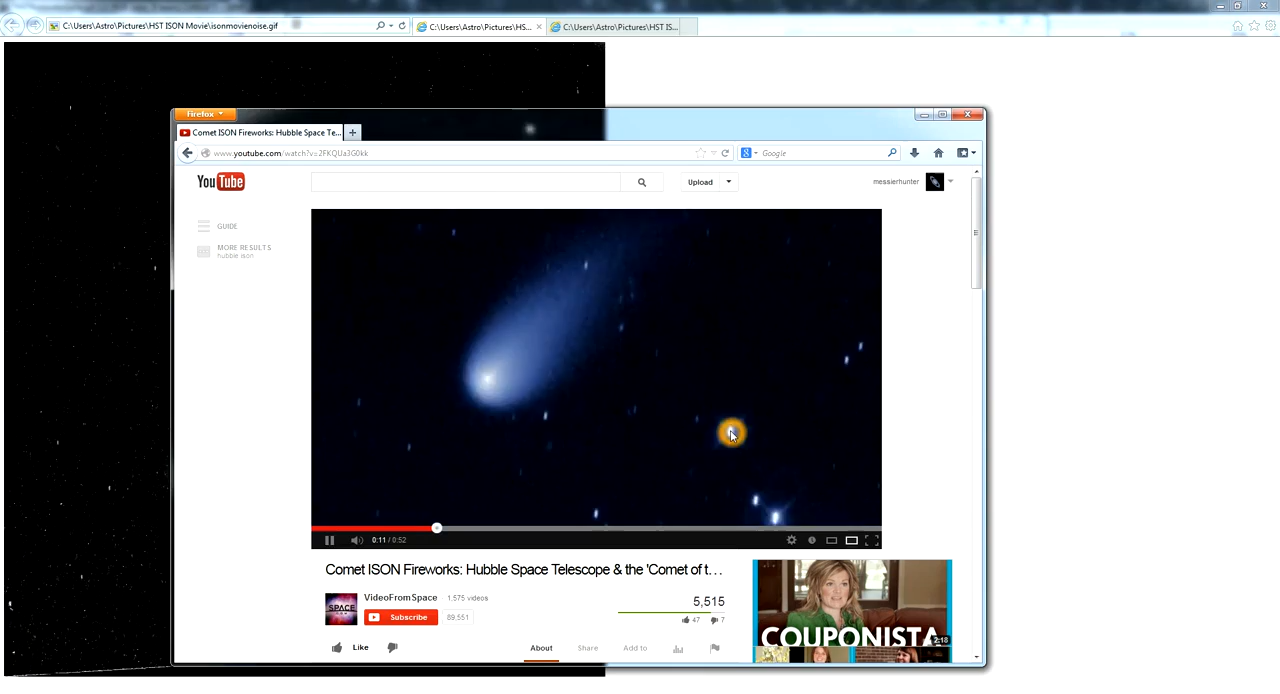 C:\Users\Astro\Pictures\HST ISON Movie\isonmovienoise.gif
C:\Users\Astro\Pictures\HS...
C:\Users\Astro\Pictures\HST IS...
Firefox
Comet ISON Fireworks: Hubble Space Te...
www.youtube.com/watch?v=2FKQUa3G0kk
Google
YouTube
Upload
messierhunter
GUIDE
MORE RESULTS
hubble ison
0:11 / 0:52
Comet ISON Fireworks: Hubble Space Telescope & the 'Comet of t...
SPACE
VideoFromSpace 1,575 videos
Subscribe 89,551
5,515
47 7
Like
About Share Add to
COUPONISTA
2:18